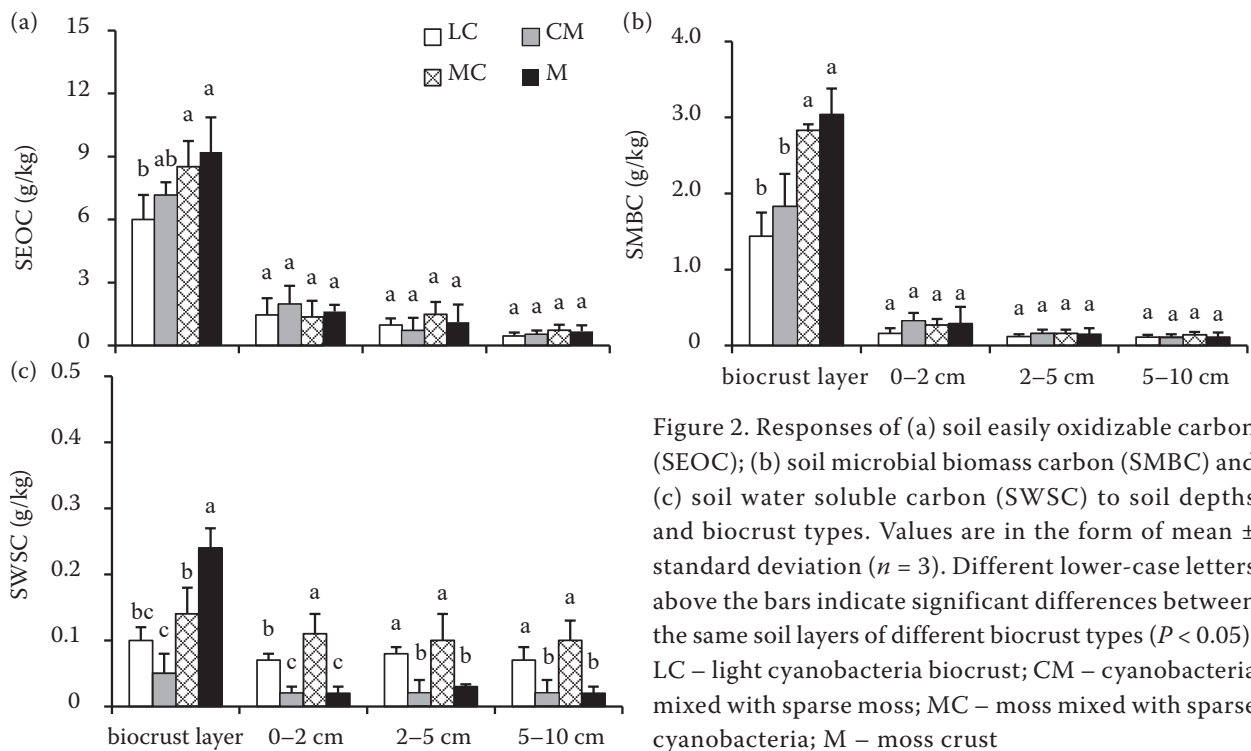 (a)
15
12
9
6
3
0
SEOC (g/kg)
LC CM
MC M
b ab a a
a a a a
a a a a
a a a a
(b)
4.0
3.0
2.0
1.0
0
SMBC (g/kg)
b b a a
a a a a
a a a a
a a a a
biocrust layer 0–2 cm 2–5 cm 5–10 cm
(c)
0.5
0.4
0.3
0.2
0.1
0
SWSC (g/kg)
bc c b a
b c a c
a b a b
a b a b
biocrust layer 0–2 cm 2–5 cm 5–10 cm
Figure 2. Responses of (a) soil easily oxidizable carbon
(SEOC); (b) soil microbial biomass carbon (SMBC) and
(c) soil water soluble carbon (SWSC) to soil depths
and biocrust types. Values are in the form of mean ±
standard deviation (n = 3). Different lower-case letters
above the bars indicate significant differences between
the same soil layers of different biocrust types (P < 0.05)
LC – light cyanobacteria biocrust; CM – cyanobacteria
mixed with sparse moss; MC – moss mixed with sparse
cyanobacteria; M – moss crust